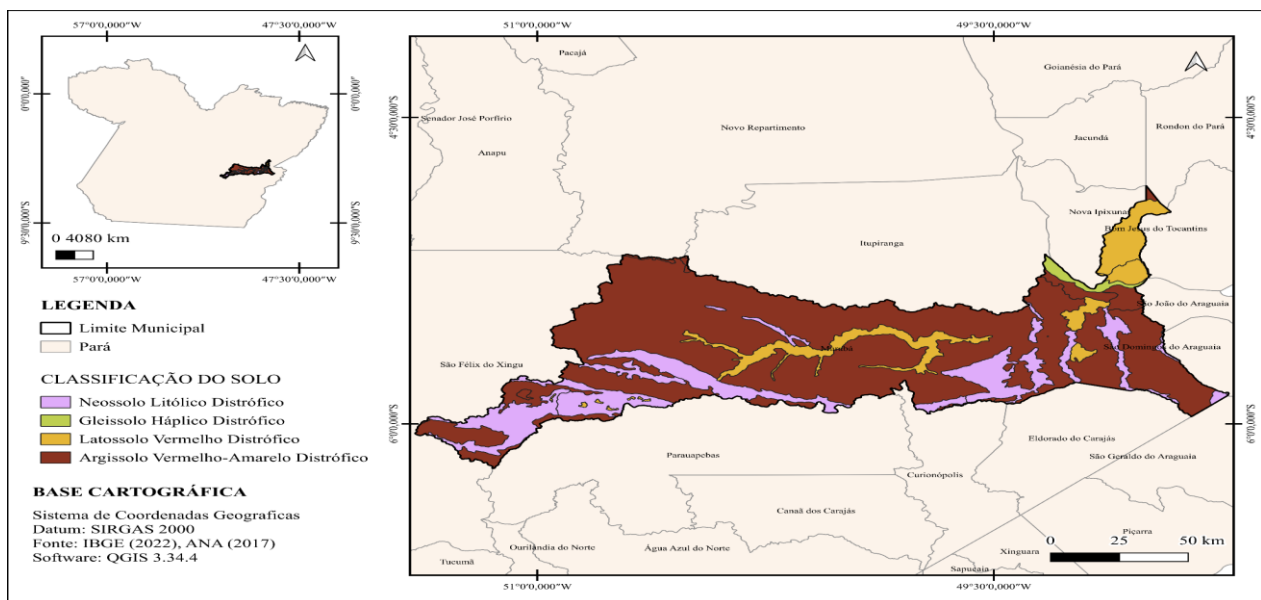 57°0'0,000"W
47°30'0,000"W
0°0'0,000"
0°0'0,000"
9°30'0,000"S
9°30'0,000"S
0 4080 km
57°0'0,000"W
47°30'0,000"W
LEGENDA
Limite Municipal
Pará
CLASSIFICAÇÃO DO SOLO
Neossolo Litólico Distrófico
Gleissolo Háplico Distrófico
Latossolo Vermelho Distrófico
Argissolo Vermelho-Amarelo Distrófico
BASE CARTOGRÁFICA
Sistema de Coordenadas Geograficas
Datum: SIRGAS 2000
Fonte: IBGE (2022), ANA (2017)
Software: QGIS 3.34.4
51°0'0,000"W
49°30'0,000"W
Pacajá
Goianésia do Pará
4°30'0,000"S
Senador José Porfírio
Novo Repartimento
Rondon do Pará
4°30'0,000"S
Jacundá
Anapu
Nova Ipixuna
Bom Jesus do Tocantins
Itupiranga
São João do Araguaia
Marabá
São Domingos do Araguaia
São Félix do Xingu
6°0'0,000"S
6°0'0,000"S
Eldorado do Carajás
Parauapebas
São Geraldo do Araguaia
Curionópolis
Canaã dos Carajás
Piçarra
0 25 50 km
Ourilândia do Norte
Água Azul do Norte
Xinguara
Tucumã
Sapucaia
51°0'0,000"W
49°30'0,000"W